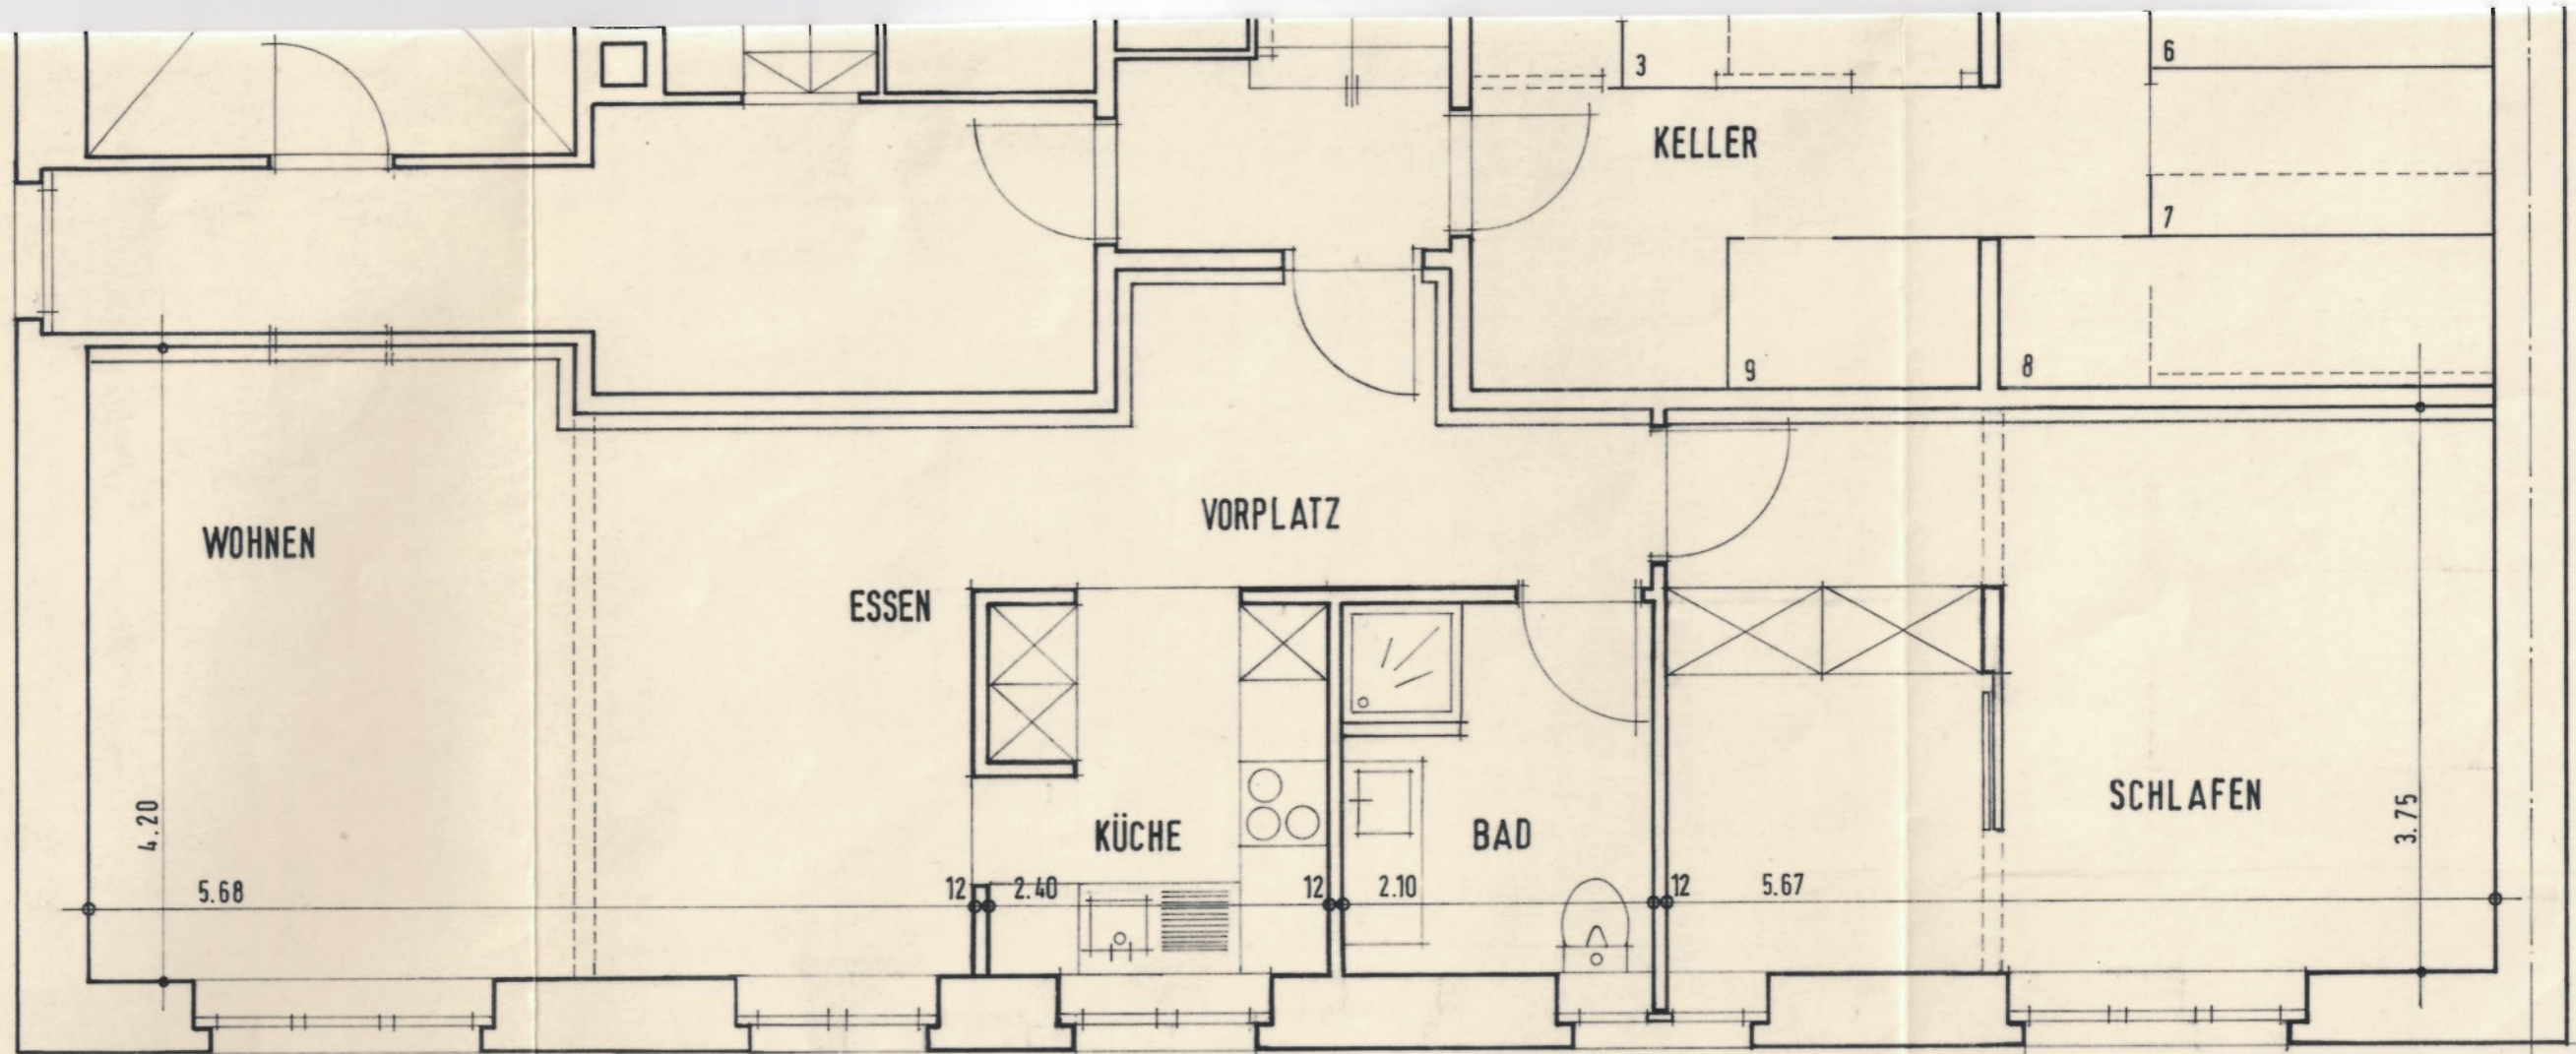 3
6
KELLER
7
9
8
VORPLATZ
WOHNEN
ESSEN
SCHLAFEN
4.20
3.75
KÜCHE
BAD
5.68
12
2.40
12
2.10
12
5.67